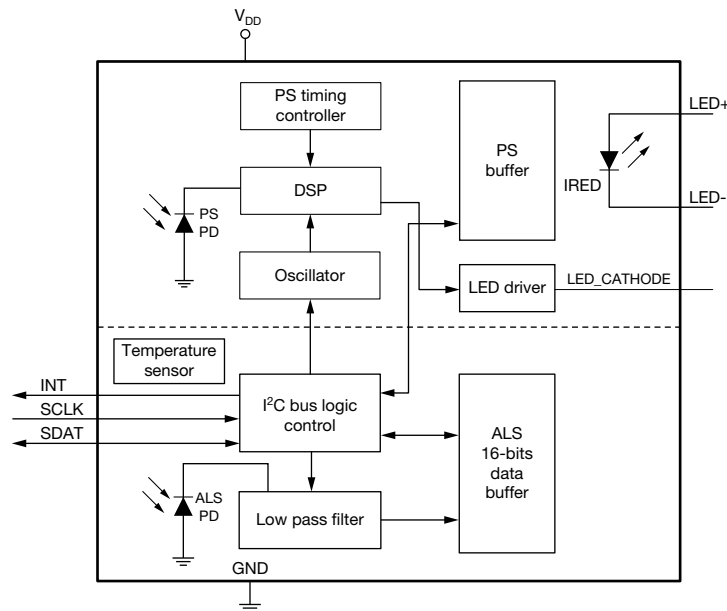 VDD
PS timing
controller
PS
buffer
LED+
DSP
IRED
PS
PD
LED-
Oscillator
LED driver
LED_CATHODE
Temperature
sensor
INT
SCLK
SDAT
I²C bus logic
control
ALS
16-bits
data
buffer
ALS
PD
Low pass filter
GND